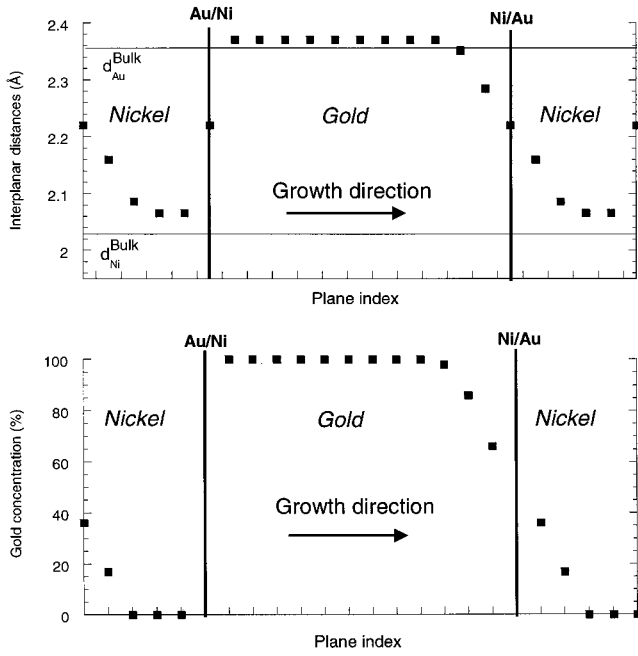 Au/Ni Ni/Au
2.4
2.3
2.2
2.1
2
Interplanar distances (Å)
d Bulk Au
Nickel Gold Nickel
Growth direction
d Bulk Ni
Plane index
Au/Ni Ni/Au
100
80
60
40
20
0
Gold concentration (%)
Nickel Gold Nickel
Growth direction
Plane index